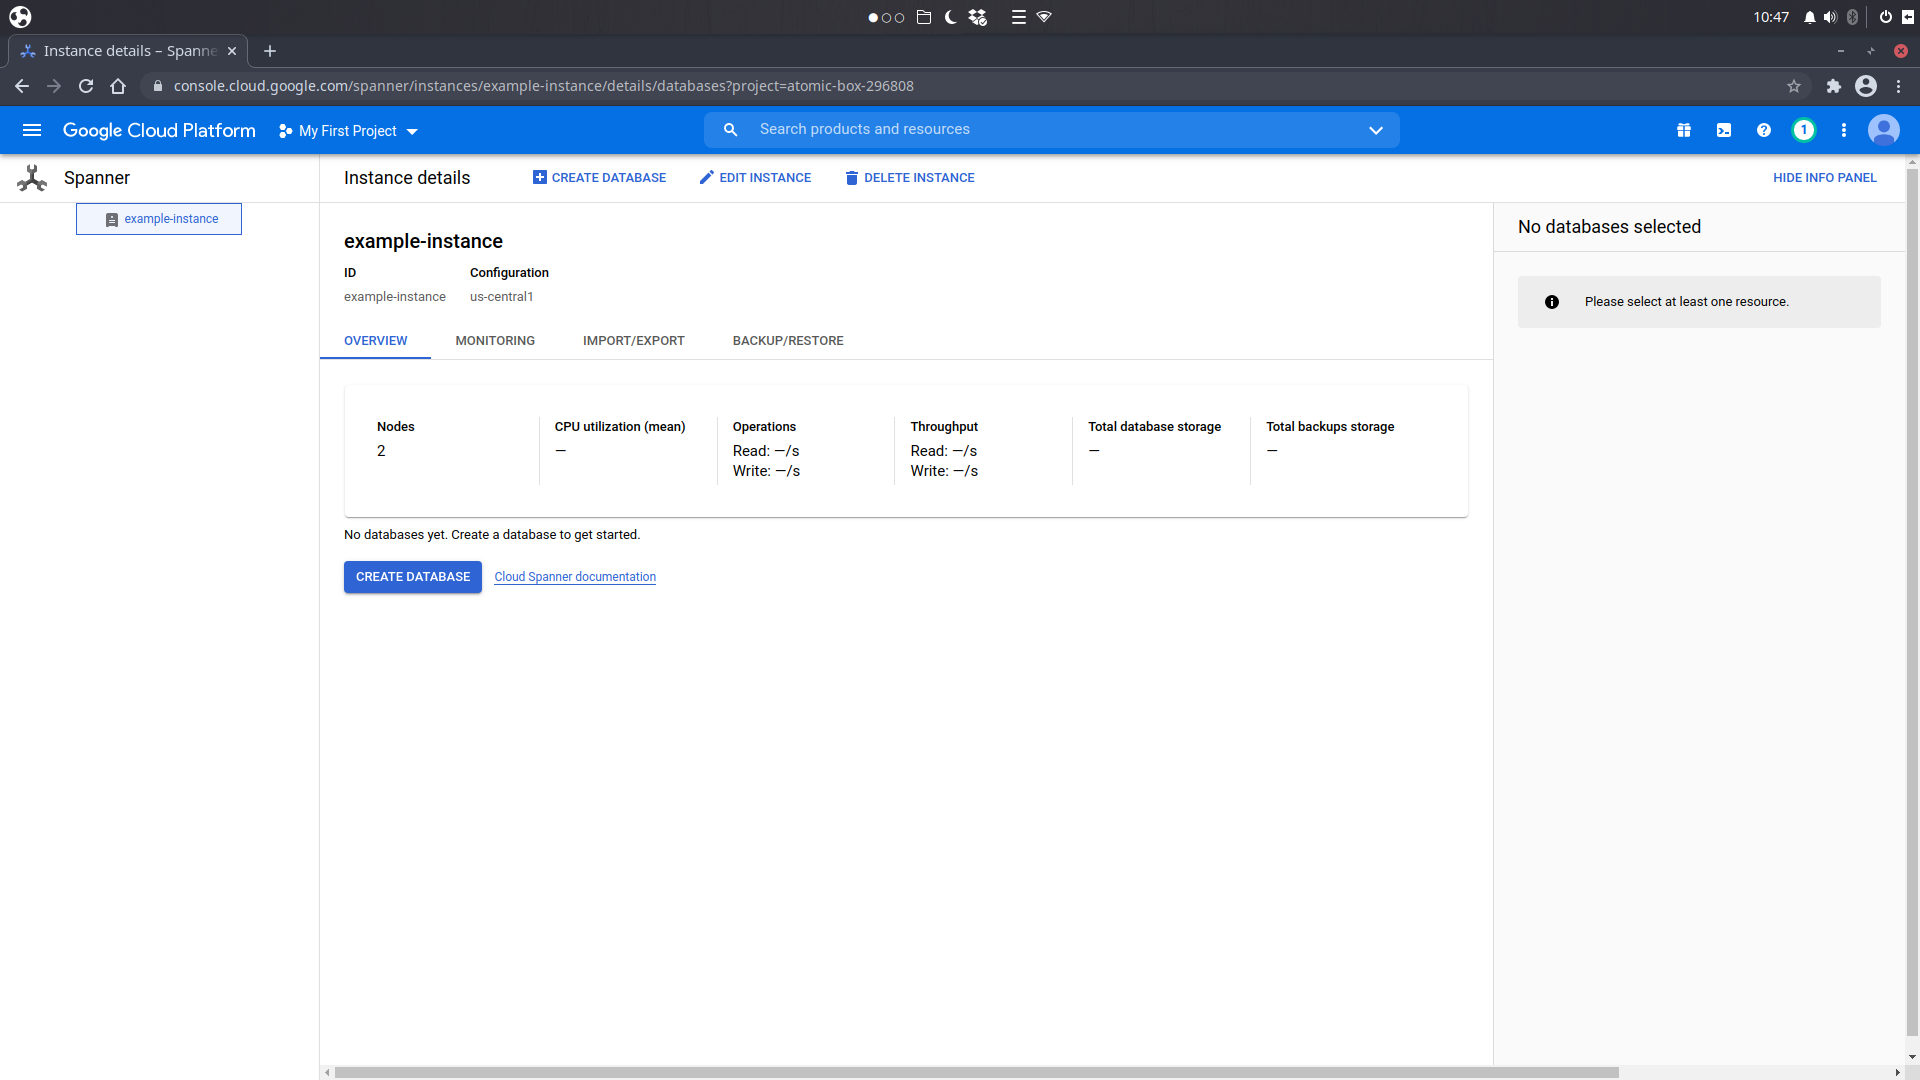 10:47
Instance details – Spanne
console.cloud.google.com/spanner/instances/example-instance/details/databases?project=atomic-box-296808
Google Cloud Platform
My First Project
Search products and resources
1
Spanner
Instance details
CREATE DATABASE
EDIT INSTANCE
DELETE INSTANCE
HIDE INFO PANEL
example-instance
example-instance
ID
Configuration
example-instance
us-central1
OVERVIEW
MONITORING
IMPORT/EXPORT
BACKUP/RESTORE
Nodes
2
CPU utilization (mean)
—
Operations
Read: —/s
Write: —/s
Throughput
Read: —/s
Write: —/s
Total database storage
—
Total backups storage
—
No databases yet. Create a database to get started.
CREATE DATABASE
Cloud Spanner documentation
No databases selected
Please select at least one resource.